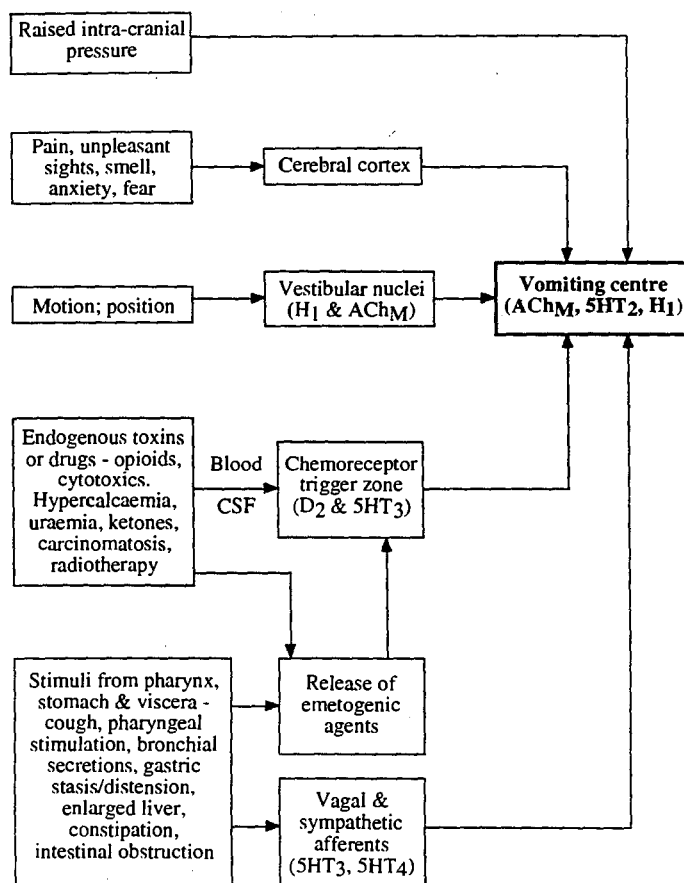 Raised intra-cranial
pressure
Pain, unpleasant
sights, smell,
anxiety, fear
Cerebral cortex
Motion; position
Vestibular nuclei
(H1 & AChM)
Vomiting centre
(AChM, 5HT2, H1)
Endogenous toxins
or drugs - opioids,
cytotoxics.
Hypercalcaemia,
uraemia, ketones,
carcinomatosis,
radiotherapy
Blood
CSF
Chemoreceptor
trigger zone
(D2 & 5HT3)
Stimuli from pharynx,
stomach & viscera -
cough, pharyngeal
stimulation, bronchial
secretions, gastric
stasis/distension,
enlarged liver,
constipation,
intestinal obstruction
Release of
emetogenic
agents
Vagal &
sympathetic
afferents
(5HT3, 5HT4)